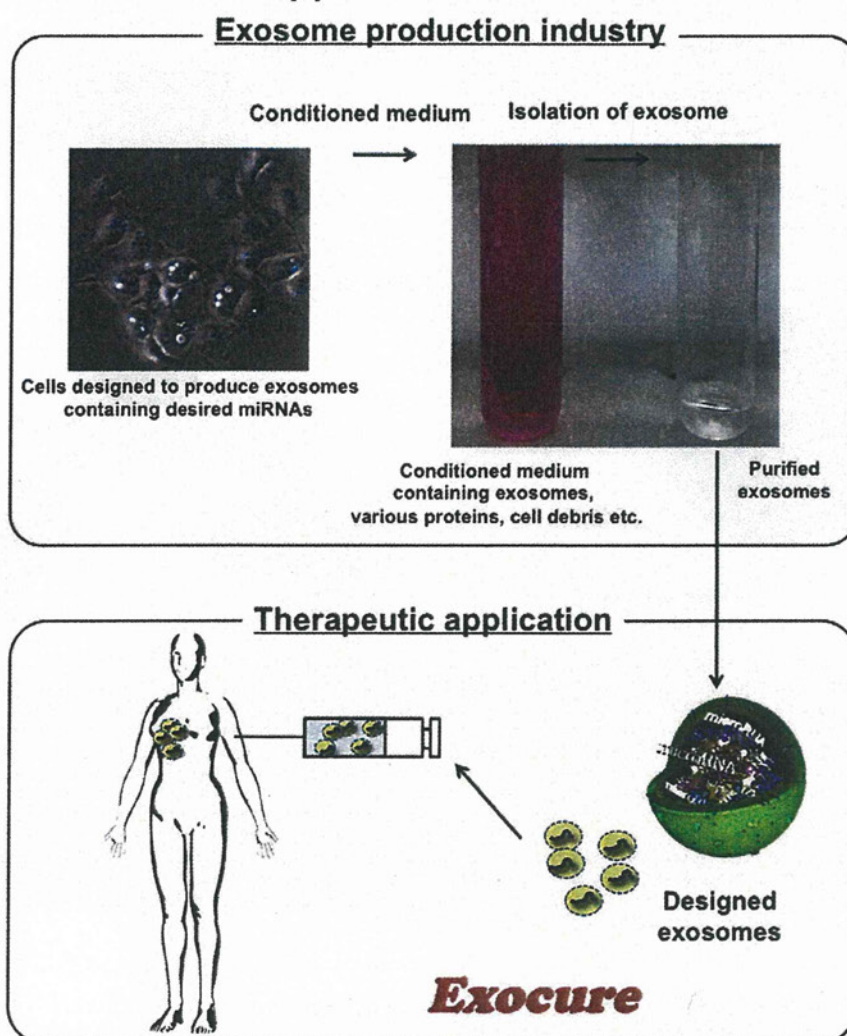 Exosome production industry
Conditioned medium
Isolation of exosome
Cells designed to produce exosomes
containing desired miRNAs
Conditioned medium
containing exosomes,
various proteins, cell debris etc.
Purified
exosomes
Therapeutic application
Designed
exosomes
Exocure